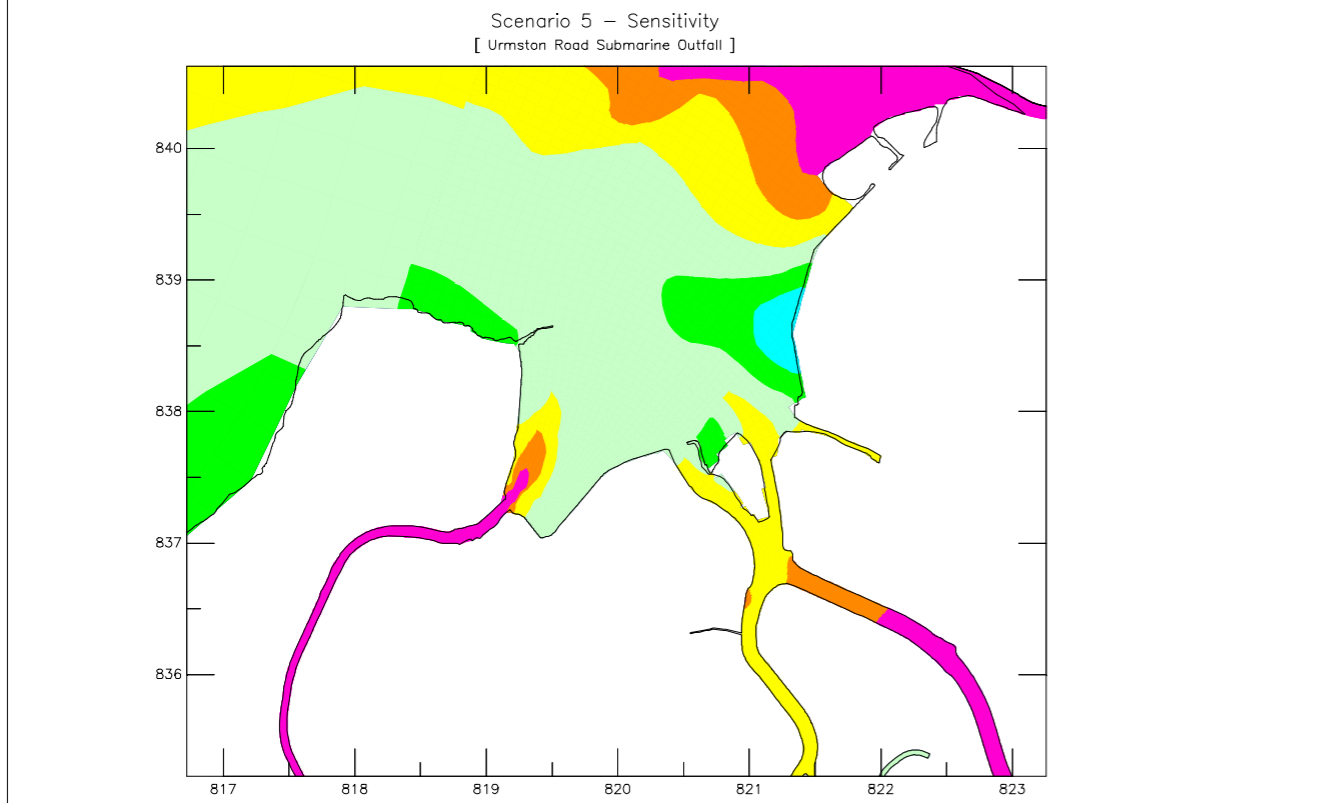 Scenario 5 – Sensitivity
[ Urmston Road Submarine Outfall ]
840
839
838
837
836
817 818 819 820 821 822 823